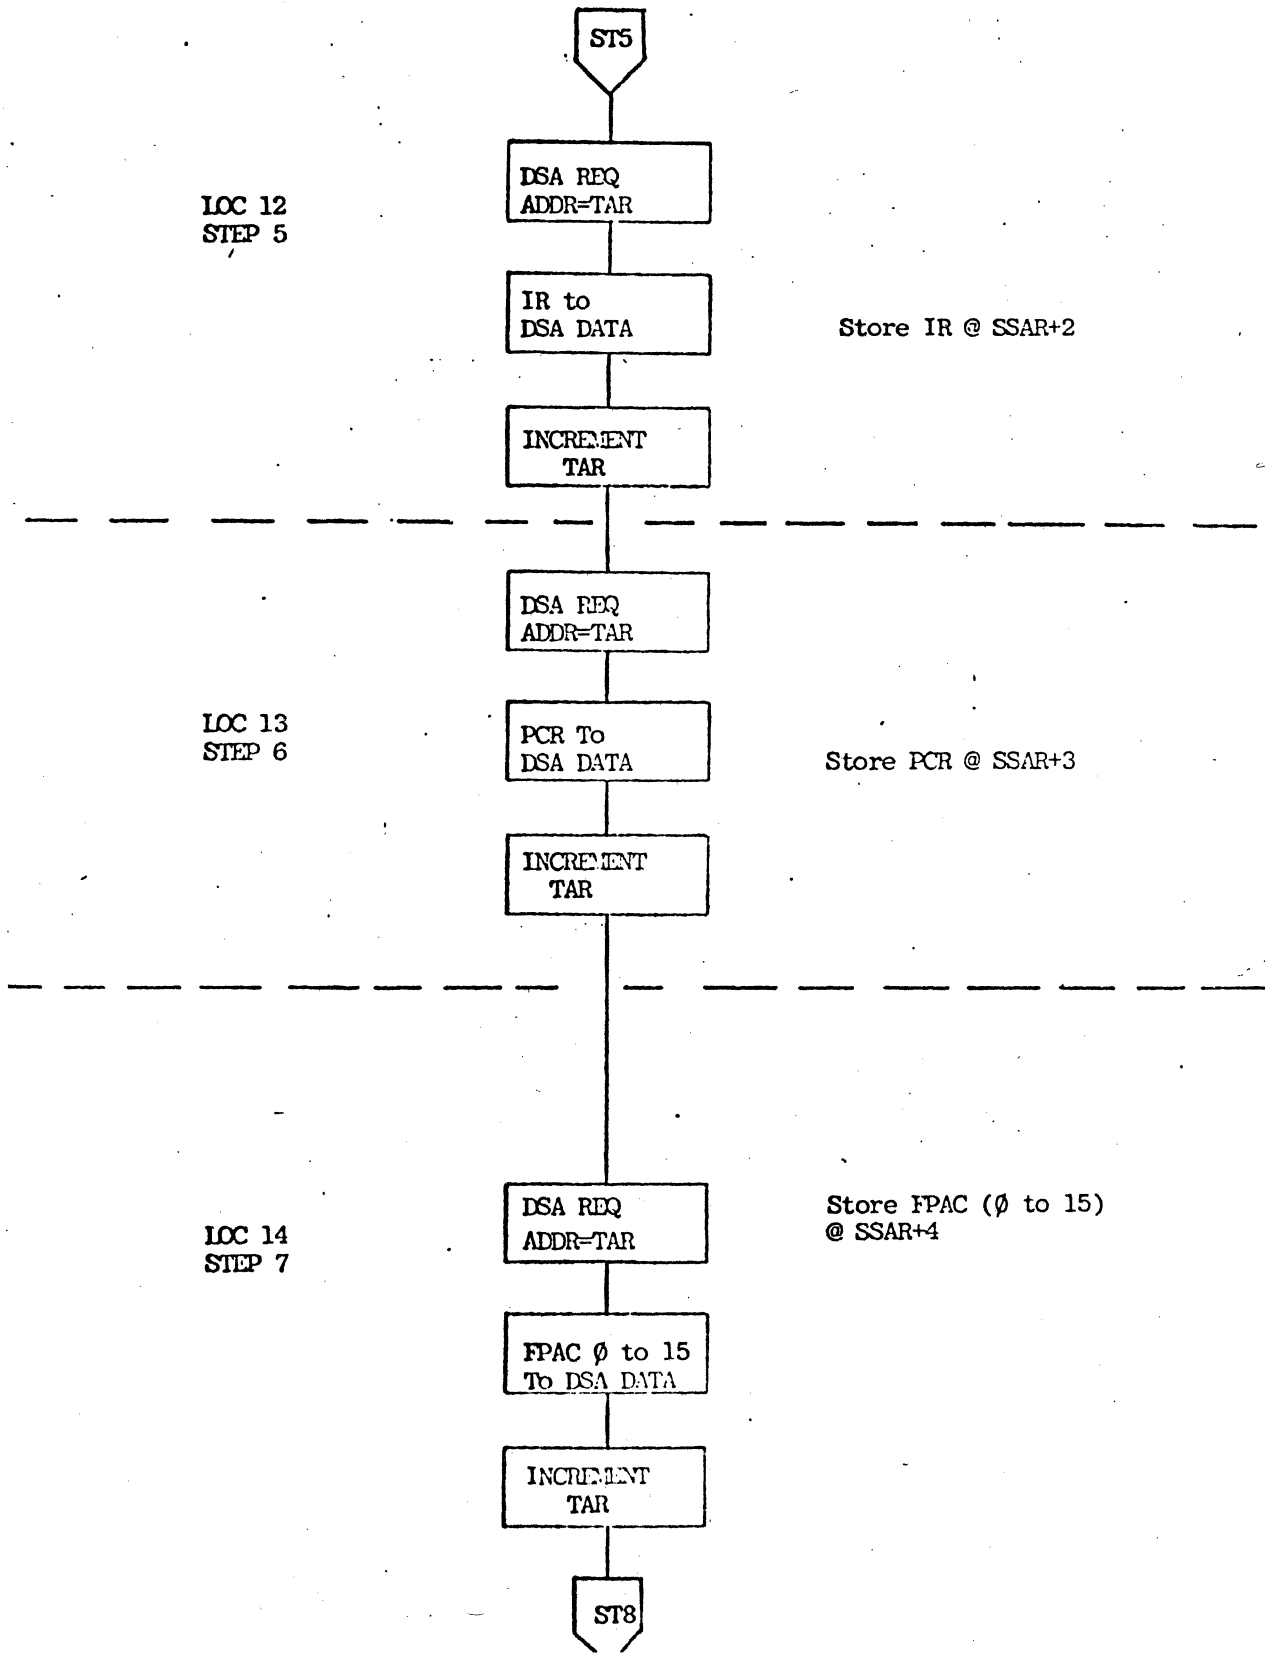 ST5
DSA REQ
ADDR=TAR
LOC 12
STEP 5
IR to
DSA DATA
Store IR @ SSAR+2
INCREMENT
TAR
DSA REQ
ADDR=TAR
LOC 13
STEP 6
PCR To
DSA DATA
Store PCR @ SSAR+3
INCREMENT
TAR
DSA REQ
ADDR=TAR
Store FPAC (Ø to 15)
@ SSAR+4
LOC 14
STEP 7
FPAC Ø to 15
To DSA DATA
INCREMENT
TAR
ST8